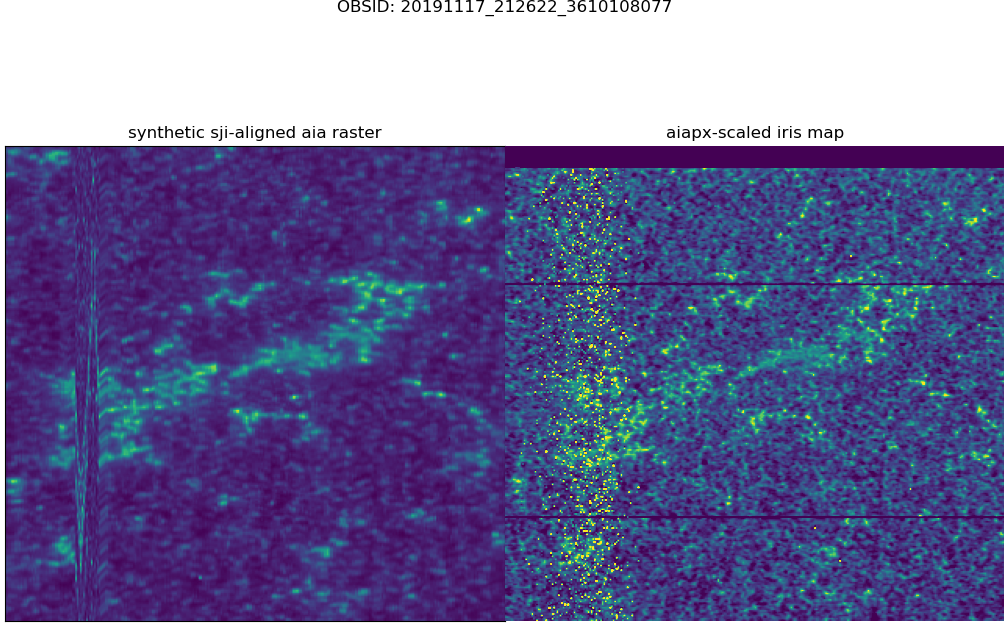 OBSID: 20191117_212622_3610108077
synthetic sji-aligned aia raster
aiapx-scaled iris map